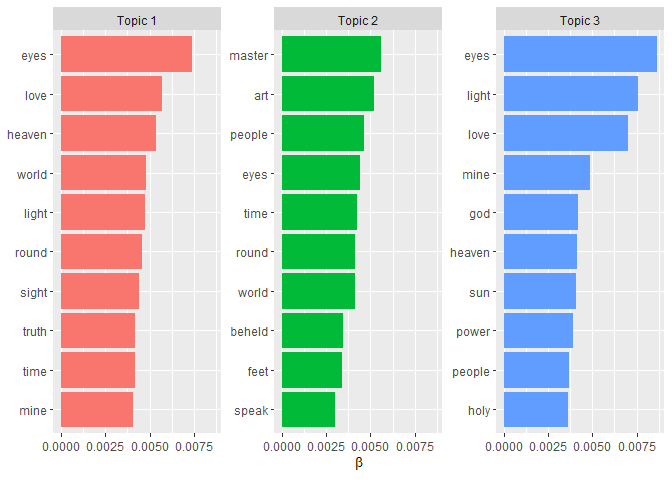 Topic 1
eyes
love
heaven
world
light
round
sight
truth
time
mine
0.0000 0.0025 0.0050 0.0075
Topic 2
master
art
people
eyes
time
round
world
beheld
feet
speak
0.0000 0.0025 0.0050 0.0075
Topic 3
eyes
light
love
mine
god
heaven
sun
power
people
holy
0.0000 0.0025 0.0050 0.0075
β